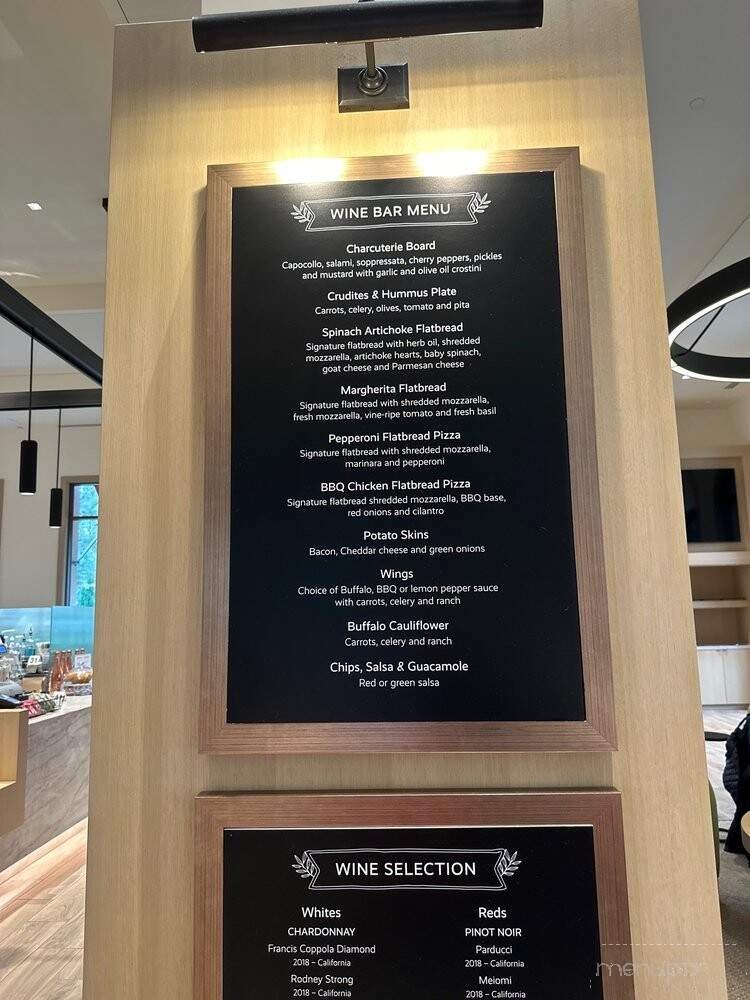 WINE BAR MENU
Charcuterie Board
Capocollo, salami, soppressata, cherry peppers, pickles
and mustard with garlic and olive oil crostini
Crudites & Hummus Plate
Carrots, celery, olives, tomato and pita
Spinach Artichoke Flatbread
Signature flatbread with herb oil, shredded
mozzarella, artichoke hearts, baby spinach,
goat cheese and Parmesan cheese
Margherita Flatbread
Signature flatbread with shredded mozzarella,
fresh mozzarella, vine-ripe tomato and fresh basil
Pepperoni Flatbread Pizza
Signature flatbread with shredded mozzarella,
marinara and pepperoni
BBQ Chicken Flatbread Pizza
Signature flatbread shredded mozzarella, BBQ base,
red onions and cilantro
Potato Skins
Bacon, Cheddar cheese and green onions
Wings
Choice of Buffalo, BBQ or lemon pepper sauce
with carrots, celery and ranch
Buffalo Cauliflower
Carrots, celery and ranch
Chips, Salsa & Guacamole
Red or green salsa
WINE SELECTION
Whites
CHARDONNAY
Francis Coppola Diamond
2018 – California
Rodney Strong
2018 – California
Reds
PINOT NOIR
Parducci
2018 – California
Meiomi
2018 – California